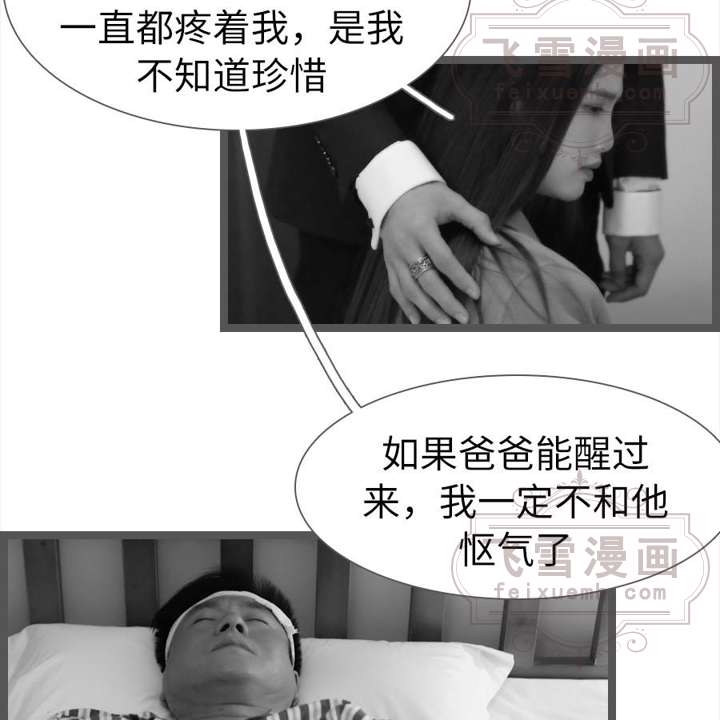 一直都疼着我，是我
不知道珍惜
飞雪漫画
feixuemh.com
如果爸爸能醒过
来，我一定不和他
怄气了
飞雪漫画
feixuemh.com